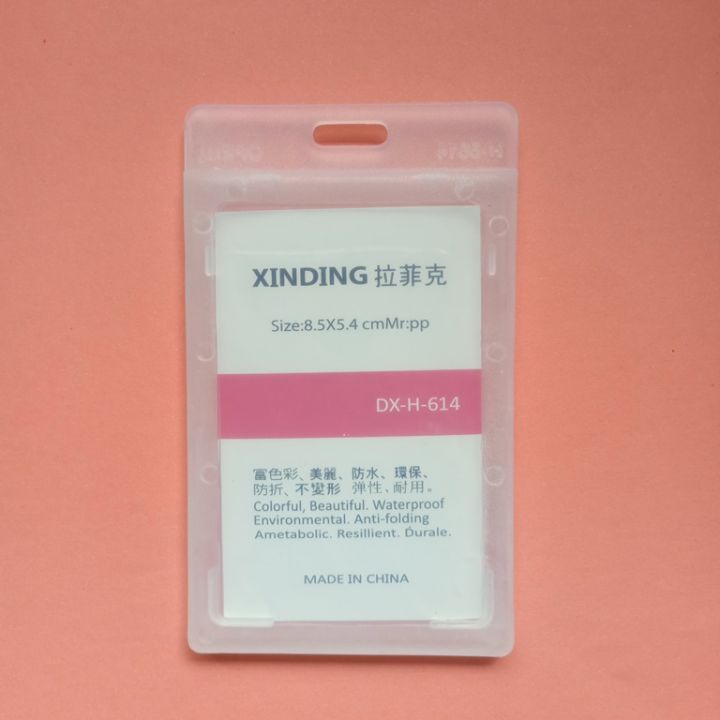 XINDING 拉菲克
Size:8.5X5.4 cmMr:pp
DX-H-614
富色彩、美麗、防水、環保、
防折、不變形 弹性、耐用。
Colorful, Beautiful. Waterproof
Environmental. Anti-folding
Ametabolic. Resillient. Durale.
MADE IN CHINA